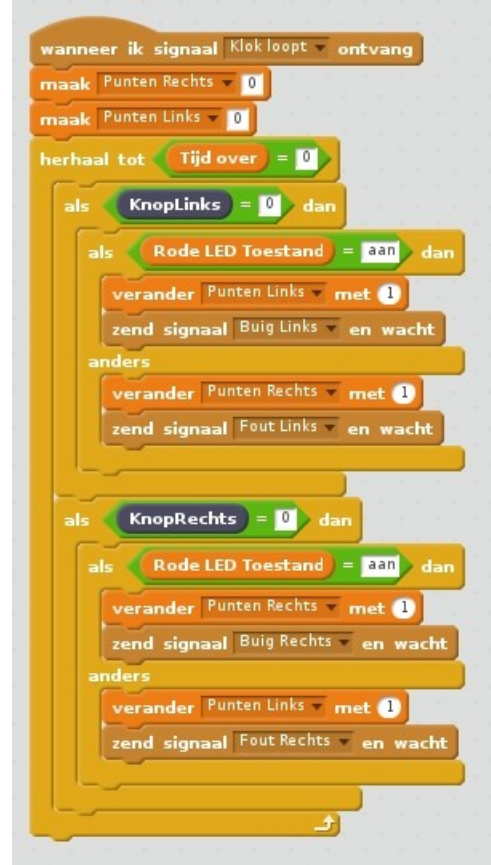 wanneer ik signaal Klok loopt ontvang
maak Punten Rechts 0
maak Punten Links 0
herhaal tot Tijd over = 0
als KnopLinks = 0 dan
als Rode LED Toestand = aan dan
verander Punten Links met 1
zend signaal Buig Links en wacht
anders
verander Punten Rechts met 1
zend signaal Fout Links en wacht
als KnopRechts = 0 dan
als Rode LED Toestand = aan dan
verander Punten Rechts met 1
zend signaal Buig Rechts en wacht
anders
verander Punten Links met 1
zend signaal Fout Rechts en wacht